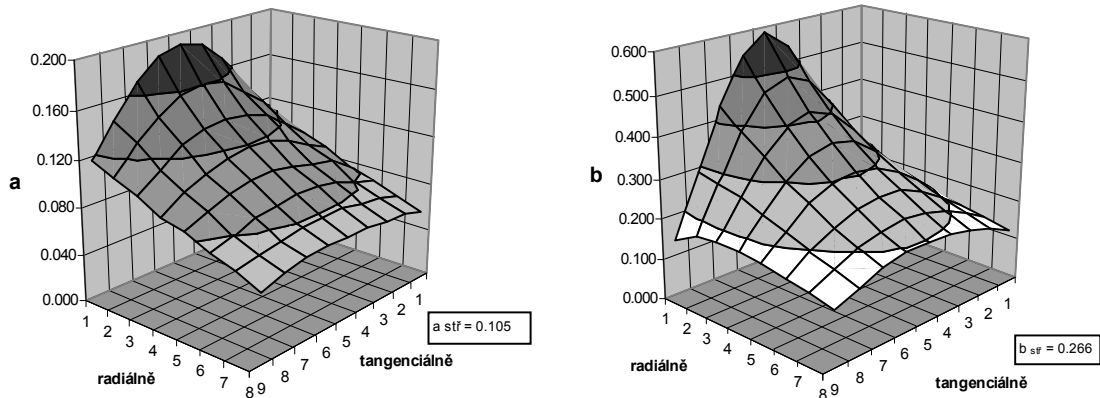 0.200
0.160
0.120
0.080
0.040
0.000
a
1 2 3 4 5 6 7 8
9 8 7 6 5 4 3 2 1
radiálně
tangenciálně
a stř = 0.105
0.600
0.500
0.400
0.300
0.200
0.100
0.000
b
1 2 3 4 5 6 7 8
9 8 7 6 5 4 3 2 1
radiálně
tangenciálně
b stř = 0.266